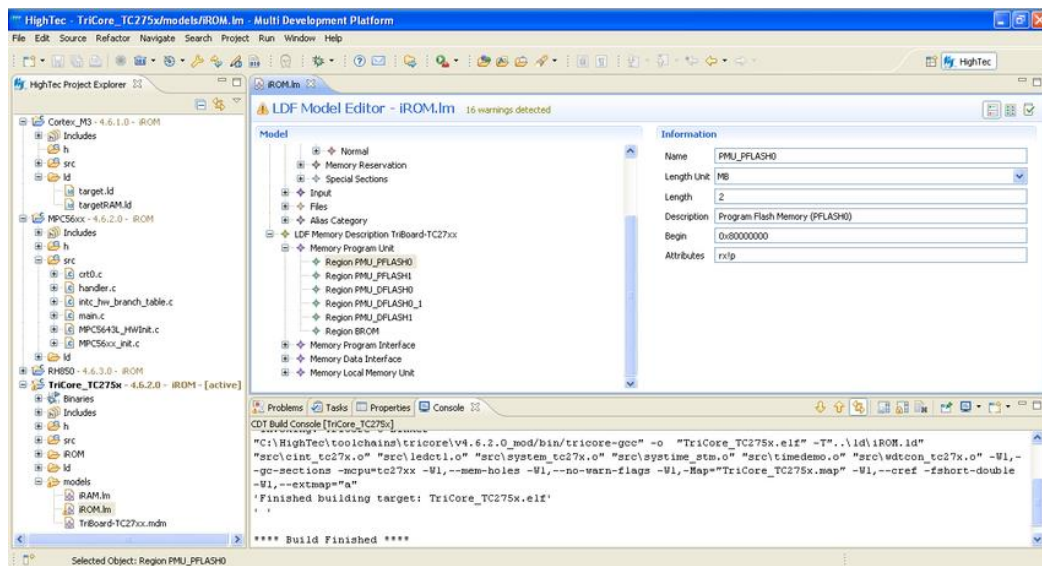 HighTec - TriCore_TC275x/models/iROM.lm - Multi Development Platform
File Edit Source Refactor Navigate Search Project Run Window Help
HighTec
HighTec Project Explorer
Cortex_M3 - 4.6.1.0 - iROM
Includes
h
src
ld
target.ld
targetRAM.ld
MPC56xx - 4.6.2.0 - iROM
Includes
h
src
crt0.c
handler.c
intc_hw_branch_table.c
main.c
MPC5643L_HWInit.c
MPC56xx_init.c
ld
RH850 - 4.6.3.0 - iROM
TriCore_TC275x - 4.6.2.0 - iROM - [active]
Binaries
Includes
h
src
iROM
ld
models
iRAM.lm
iROM.lm
TriBoard-TC27xx.mdm
iROM.lm
LDF Model Editor - iROM.lm 16 warnings detected
Model
Normal
Memory Reservation
Special Sections
Input
Files
Alias Category
LDF Memory Description TriBoard-TC27xx
Memory Program Unit
Region PMU_PFLASH0
Region PMU_PFLASH1
Region PMU_DFLASH0
Region PMU_DFLASH0_1
Region PMU_DFLASH1
Region BROM
Memory Program Interface
Memory Data Interface
Memory Local Memory Unit
Information
Name PMU_PFLASH0
Length Unit MB
Length 2
Description Program Flash Memory (PFLASH0)
Begin 0x80000000
Attributes rx!p
Problems Tasks Properties Console
CDT Build Console [TriCore_TC275x]
"C:\HighTec\toolchains\tricore\v4.6.2.0_mod/bin/tricore-gcc" -o "TriCore_TC275x.elf" -T"..\ld\iROM.ld"
"src\cint_tc27x.o" "src\ledctl.o" "src\system_tc27x.o" "src\systime_stm.o" "src\timedemo.o" "src\wdtcon_tc27x.o" -Wl,-
-gc-sections -mcpu=tc27xx -Wl,--mem-holes -Wl,--no-warn-flags -Wl,-Map="TriCore_TC275x.map" -Wl,--cref -fshort-double
-Wl,--extmap="a"
'Finished building target: TriCore_TC275x.elf'
' '
**** Build Finished ****
Selected Object: Region PMU_PFLASH0